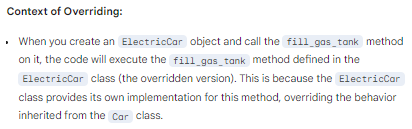 Context of Overriding:
• When you create an ElectricCar object and call the fill_gas_tank method
on it, the code will execute the fill_gas_tank method defined in the
ElectricCar class (the overridden version). This is because the ElectricCar
class provides its own implementation for this method, overriding the behavior
inherited from the Car class.